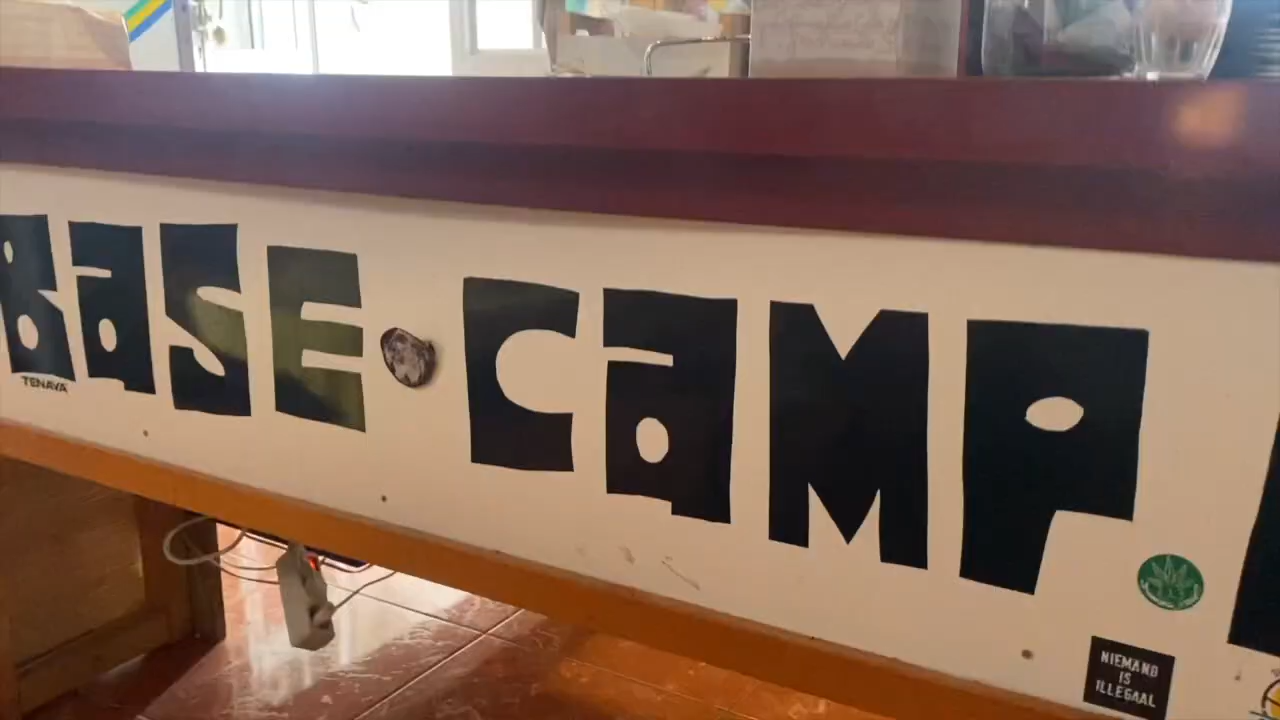 BaSE CaMP
TENAYA
NIEMAND
IS
ILLEGAAL